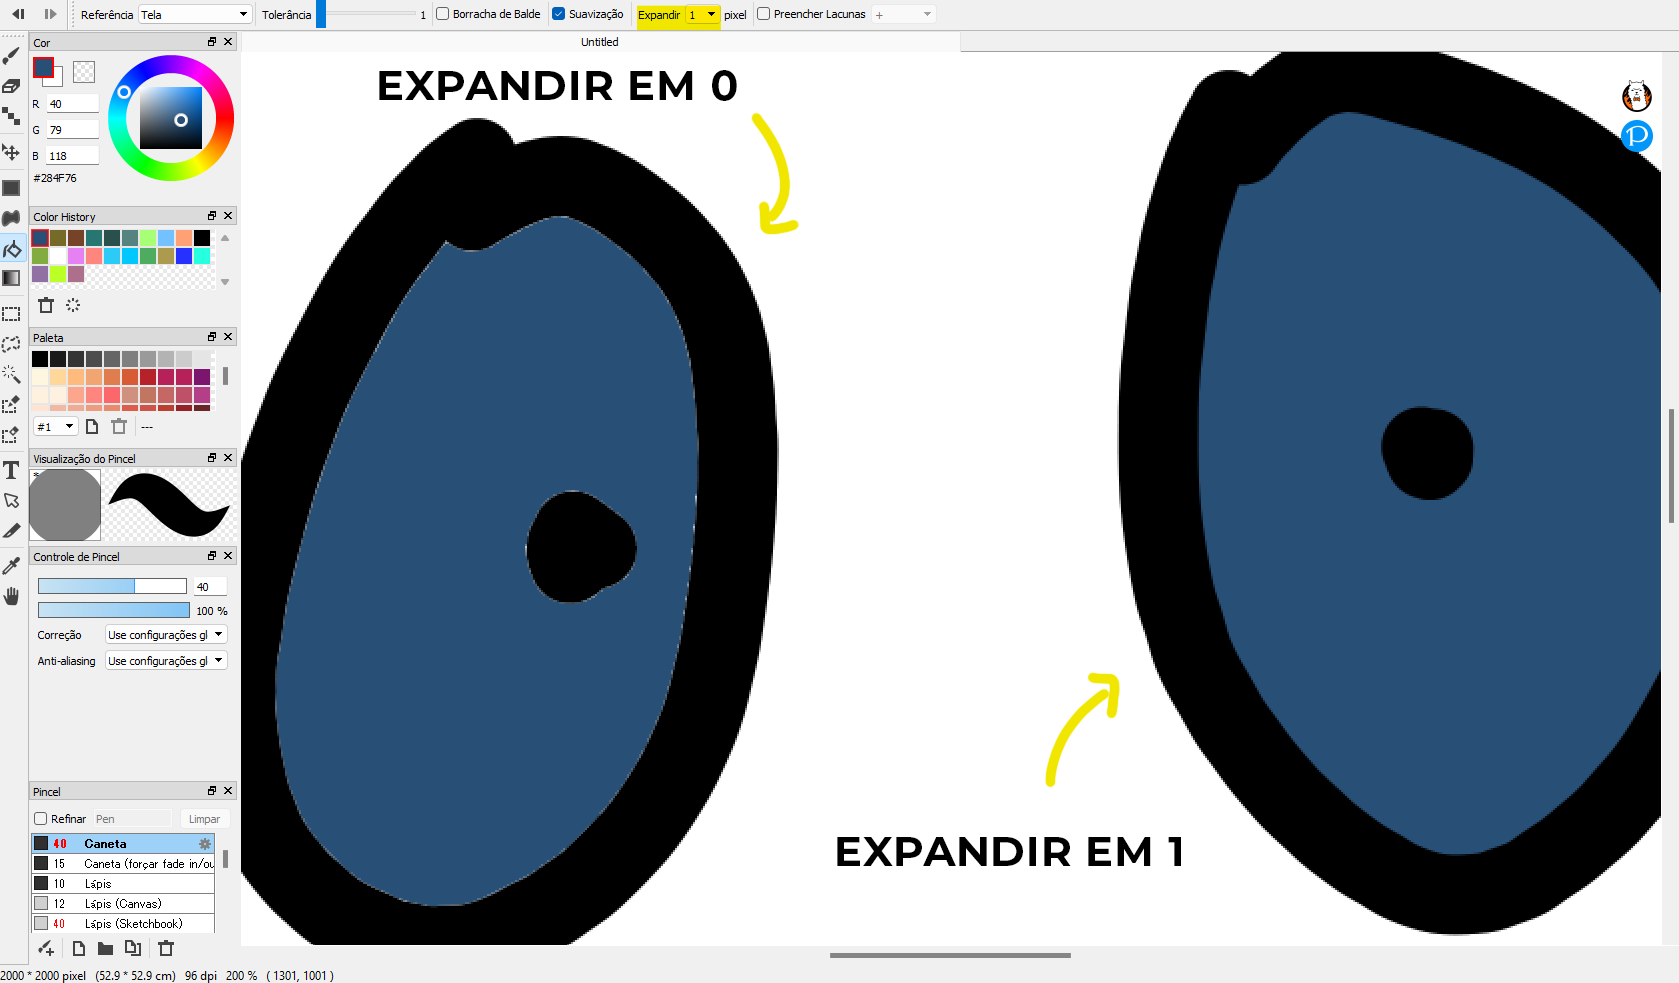 Referência Tela Tolerância 1 Borracha de Balde Suavização Expandir 1 pixel Preencher Lacunas +
Untitled
Cor
R 40
G 79
B 118
#284F76
Color History
Paleta
#1 ---
Visualização do Pincel
*
Controle de Pincel
40
100 %
Correção Use configurações gl
Anti-aliasing Use configurações gl
Pincel
Refinar Pen Limpar
40 Caneta
15 Caneta (forçar fade in/ou
10 Lápis
12 Lápis (Canvas)
40 Lápis (Sketchbook)
2000 * 2000 pixel (52.9 * 52.9 cm) 96 dpi 200 % ( 1301, 1001 )
EXPANDIR EM 0
EXPANDIR EM 1
P